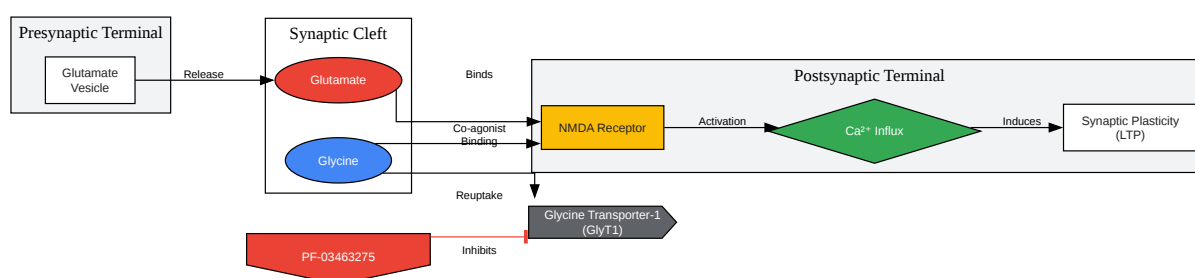 Presynaptic Terminal
Glutamate
Vesicle
Release
Synaptic Cleft
Glutamate
Glycine
Binds
Co-agonist
Binding
Reuptake
Postsynaptic Terminal
NMDA Receptor
Activation
Ca²⁺ Influx
Induces
Synaptic Plasticity
(LTP)
Glycine Transporter-1
(GlyT1)
PF-03463275
Inhibits